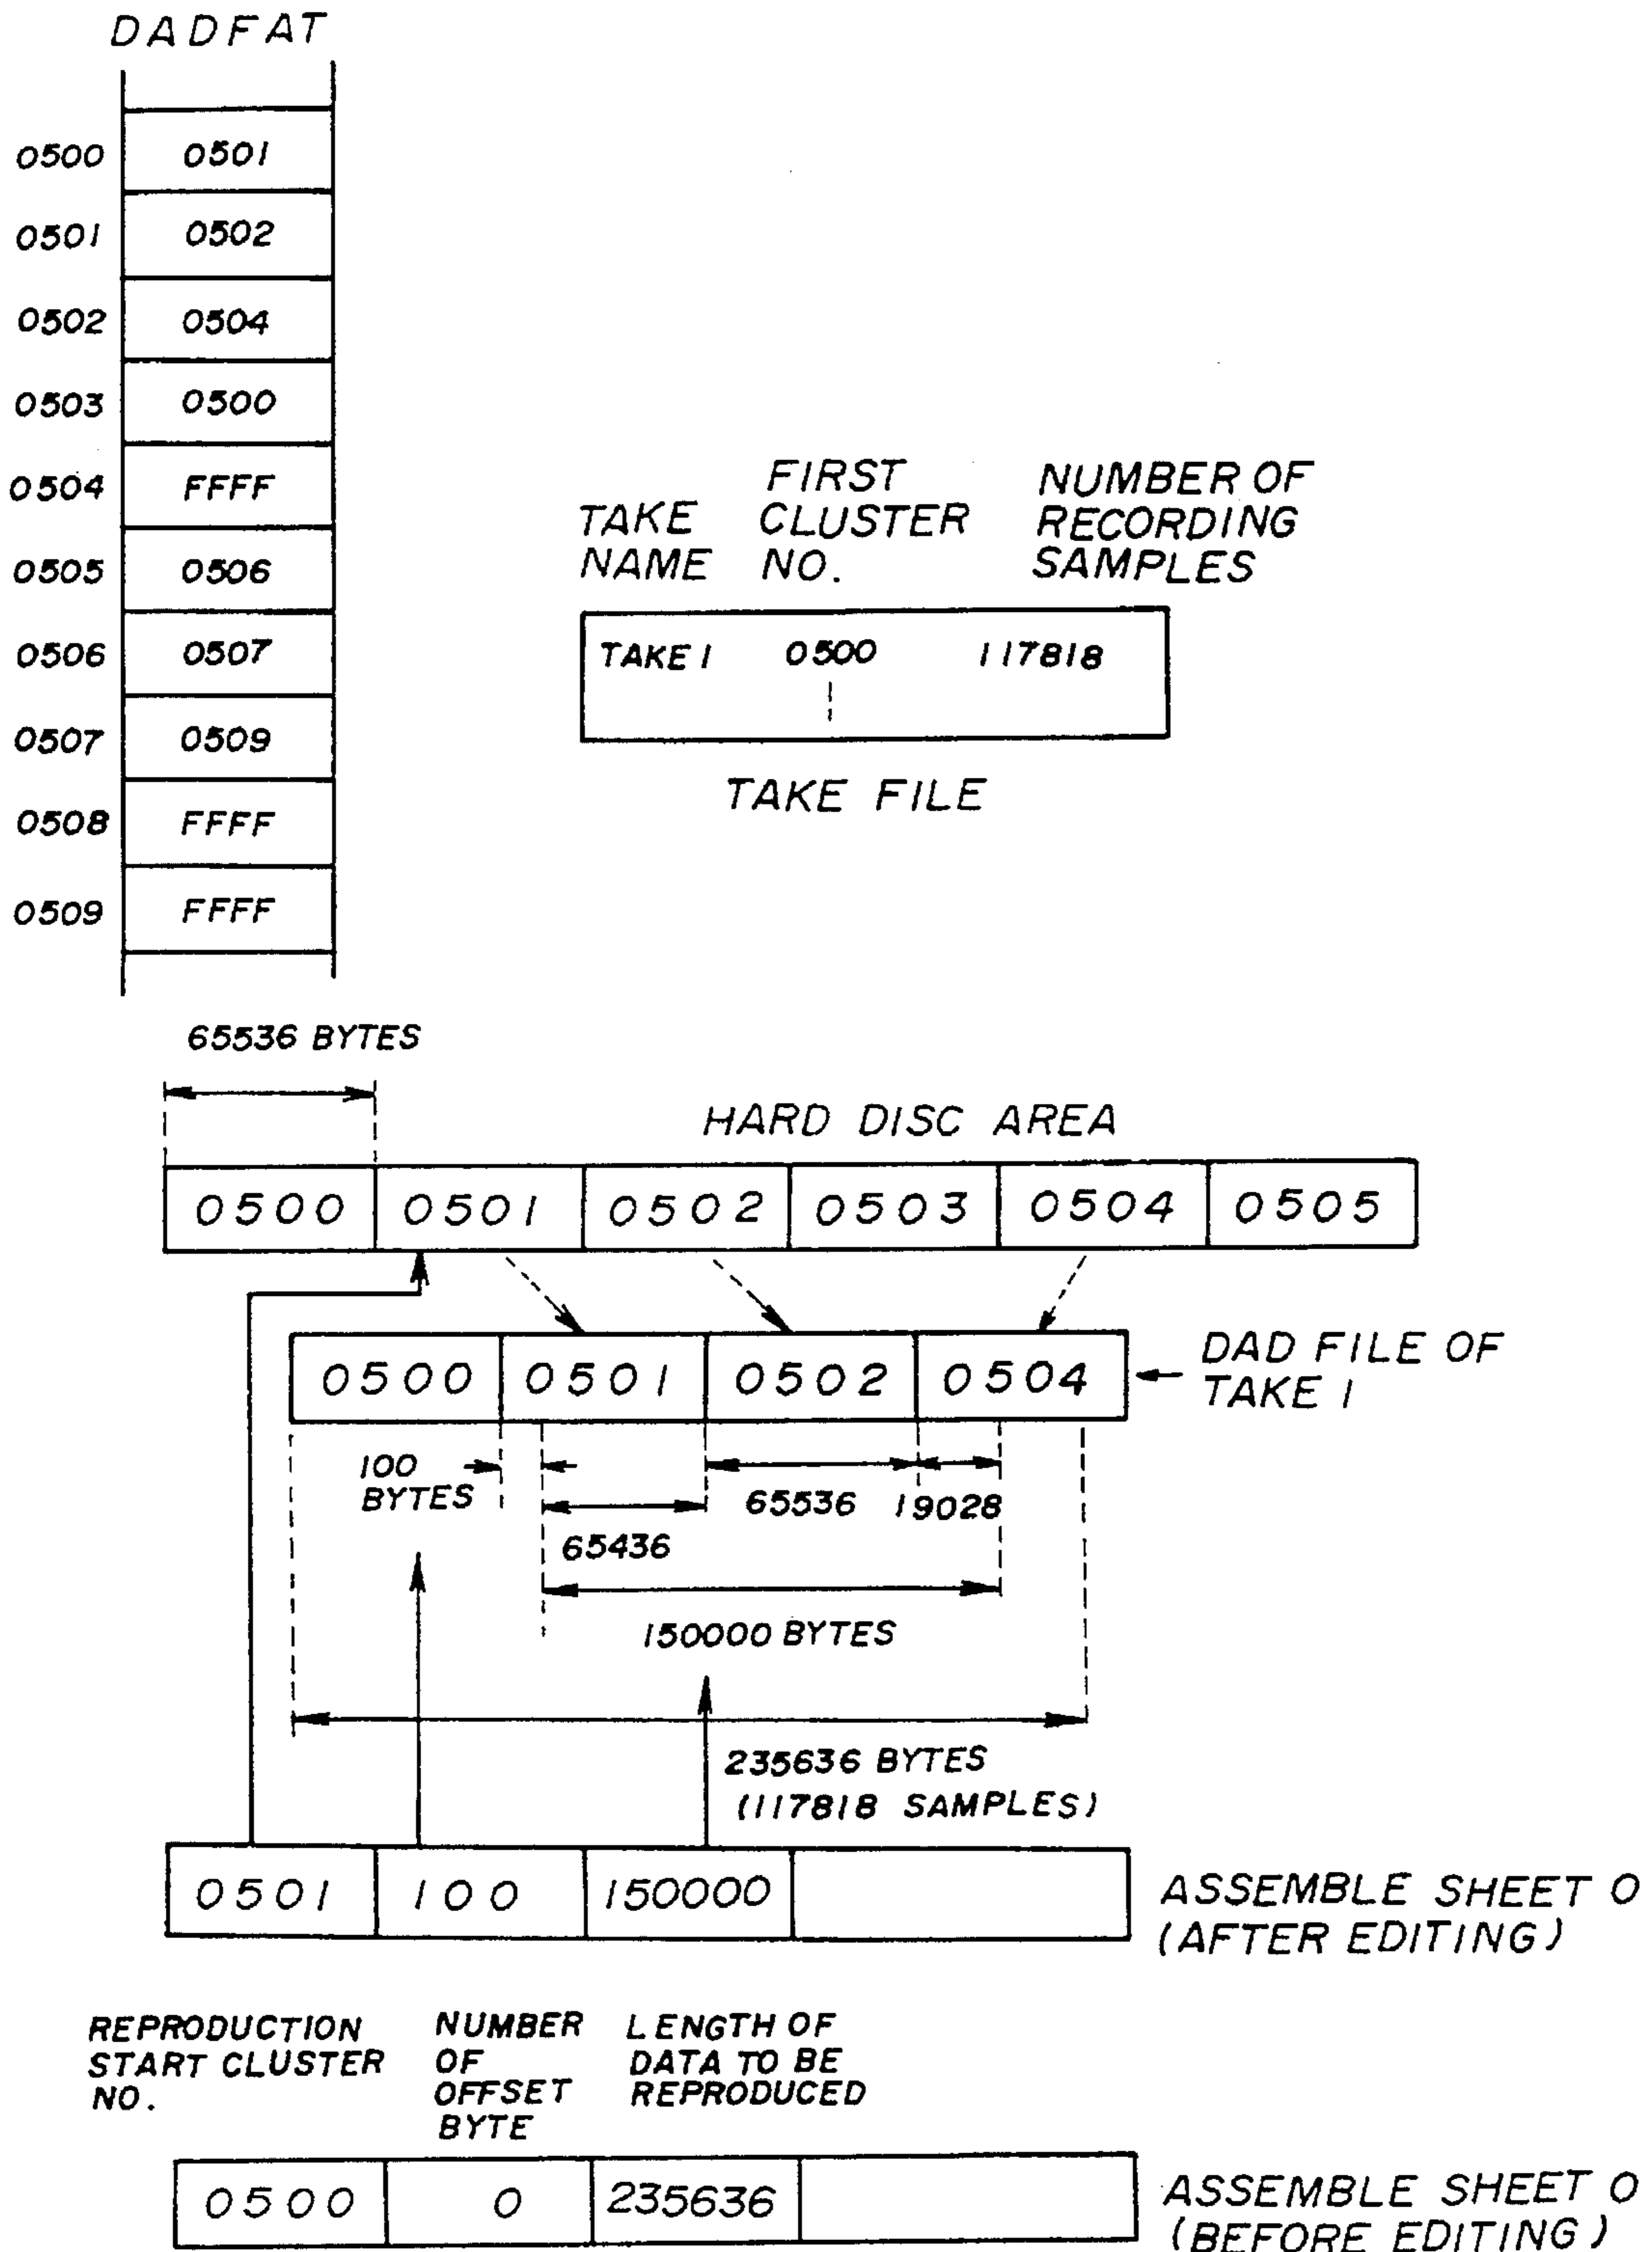 DADFAT
0500 0501
0501 0502
0502 0504
0503 0500
0504 FFFF
0505 0506
0506 0507
0507 0509
0508 FFFF
0509 FFFF
TAKE NAME
FIRST CLUSTER NO.
NUMBER OF RECORDING SAMPLES
TAKE 1 0500 117818
TAKE FILE
65536 BYTES
HARD DISC AREA
0500 0501 0502 0503 0504 0505
0500 0501 0502 0504
DAD FILE OF
TAKE 1
100
BYTES
65536 19028
65436
150000 BYTES
235636 BYTES
(117818 SAMPLES)
0501 100 150000
ASSEMBLE SHEET 0
(AFTER EDITING)
REPRODUCTION
START CLUSTER
NO.
NUMBER
OF
OFFSET
BYTE
LENGTH OF
DATA TO BE
REPRODUCED
0500 0 235636
ASSEMBLE SHEET 0
(BEFORE EDITING)